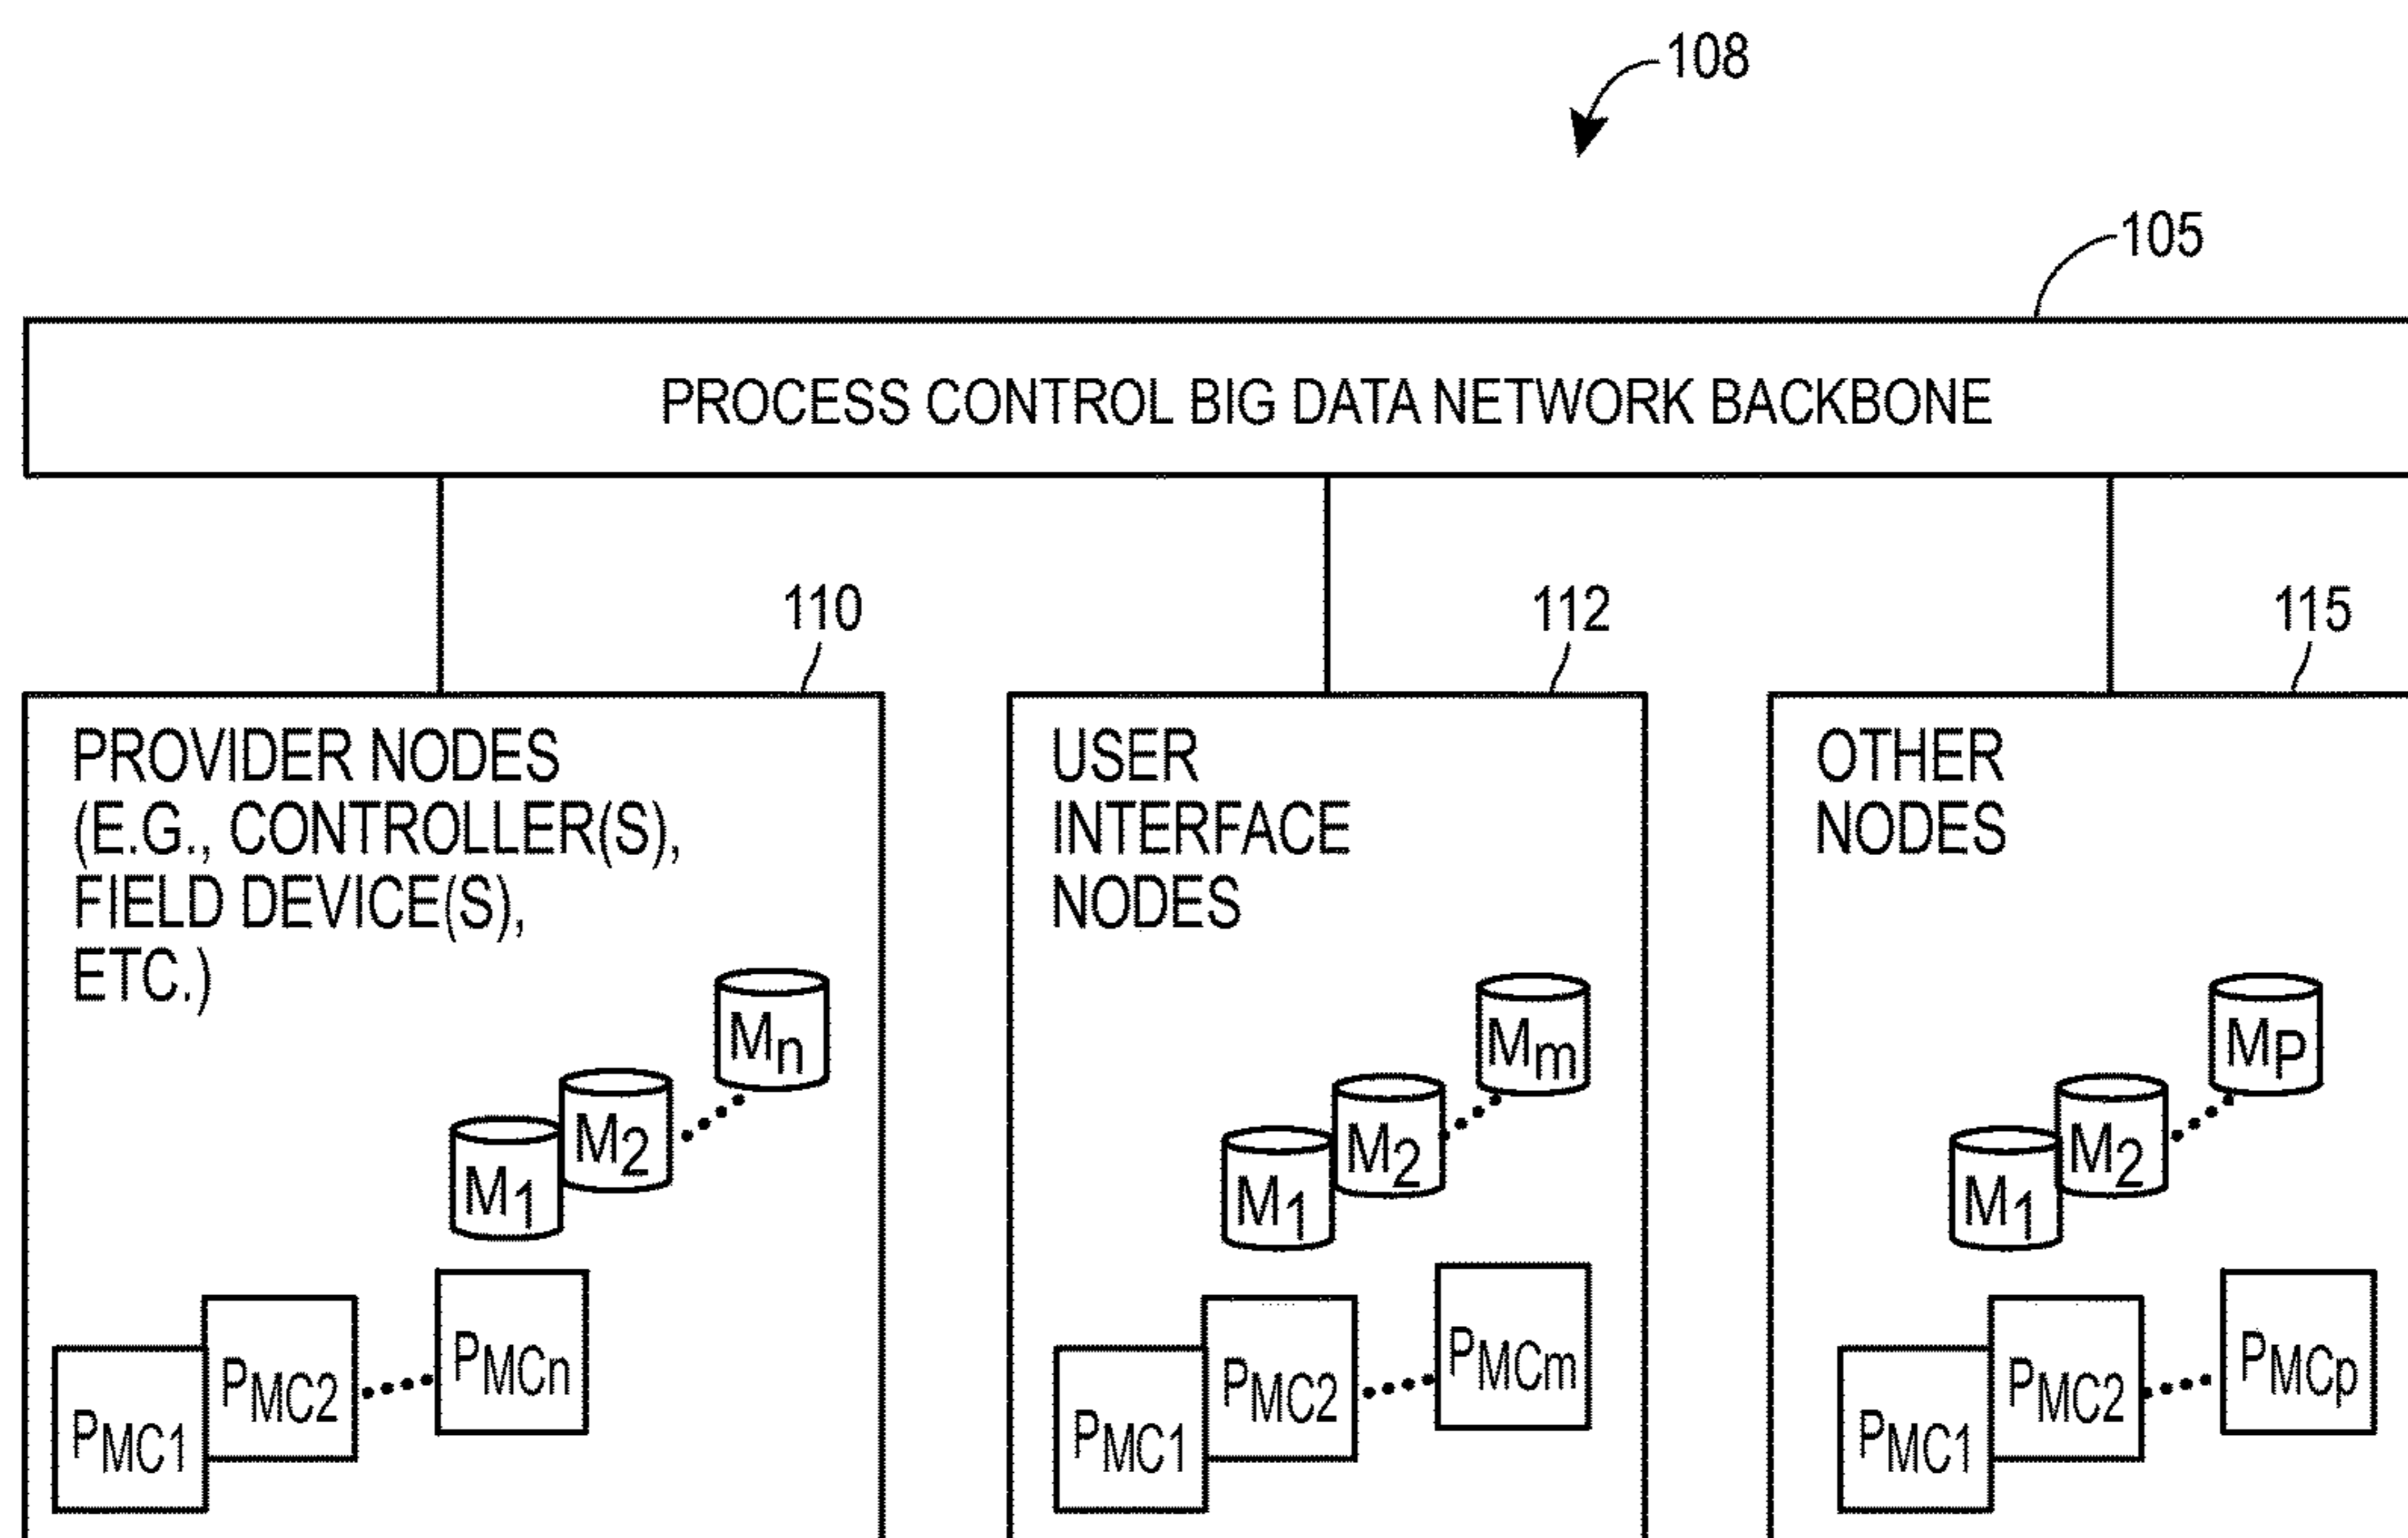 108
105
PROCESS CONTROL BIG DATA NETWORK BACKBONE
110
112
115
PROVIDER NODES
(E.G., CONTROLLER(S),
FIELD DEVICE(S),
ETC.)
Mn
M2
M1
PMC1
PMC2
PMCn
USER
INTERFACE
NODES
Mm
M2
M1
PMC1
PMC2
PMCm
OTHER
NODES
MP
M2
M1
PMC1
PMC2
PMCp